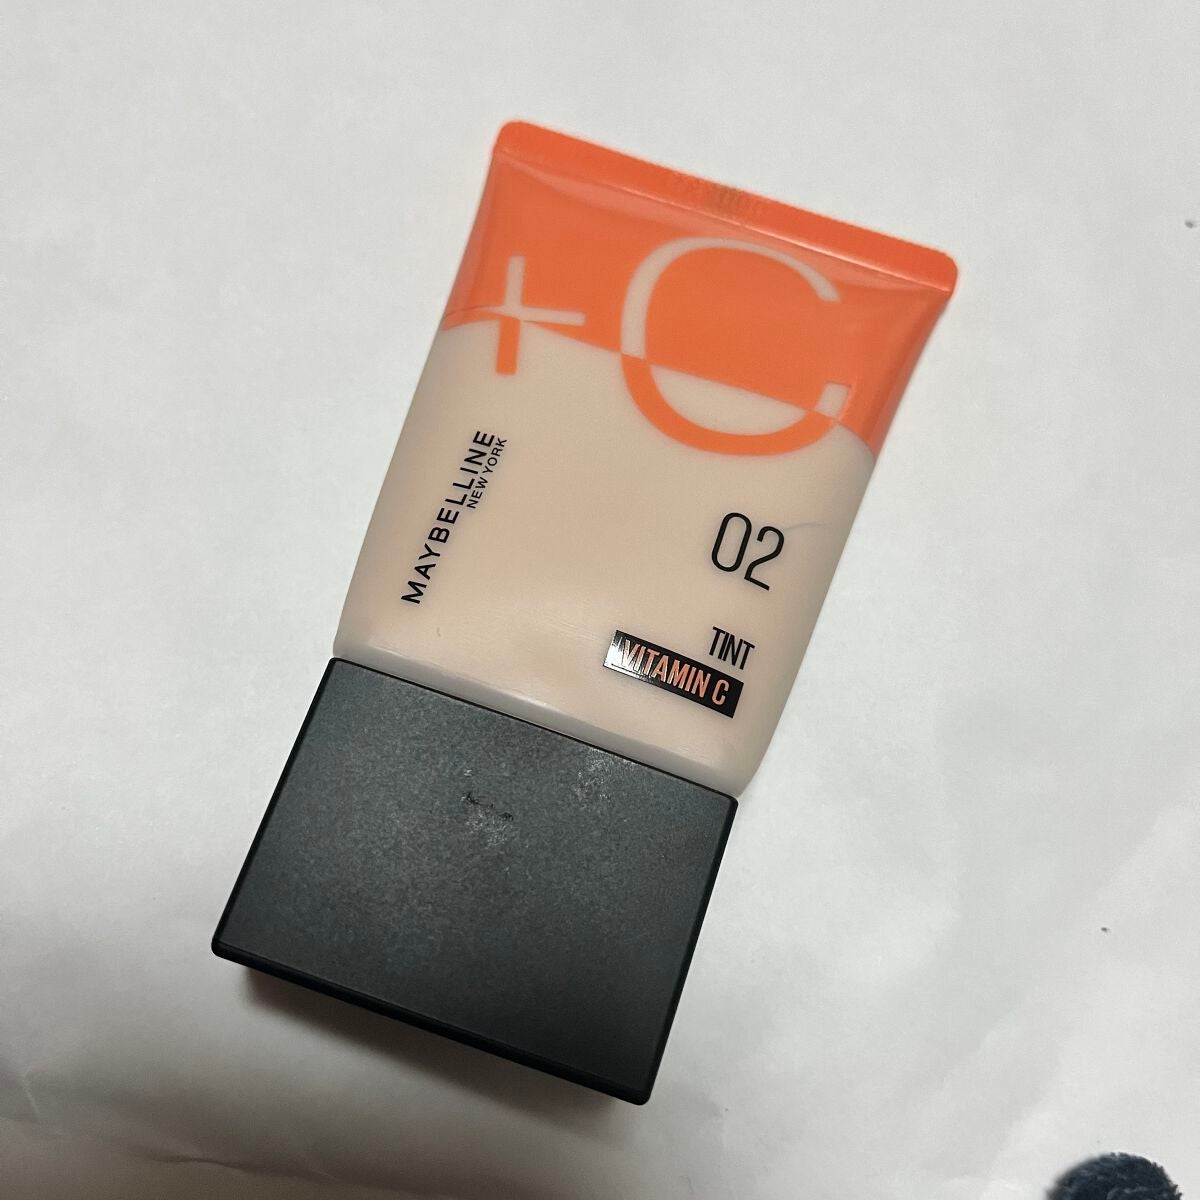 +C
MAYBELLINE
NEW YORK
02
TINT
VITAMIN C